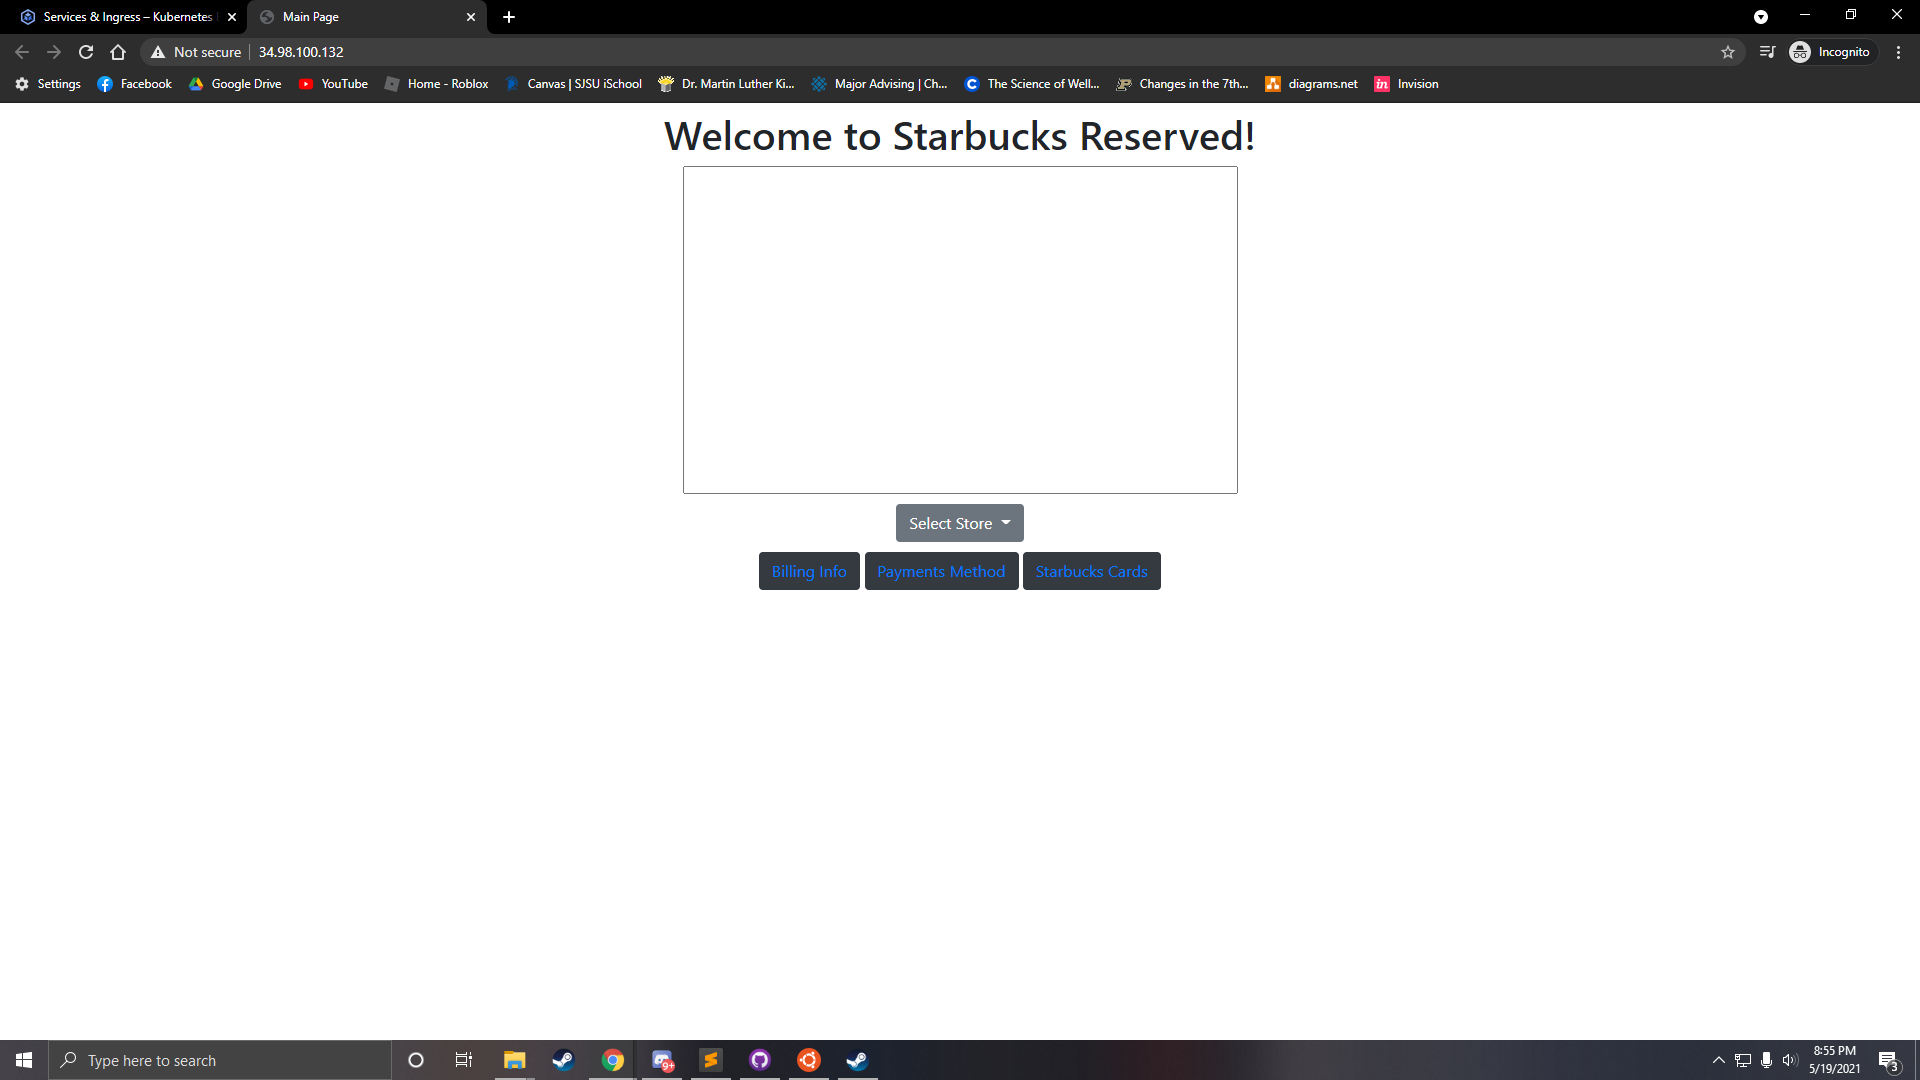 Services & Ingress – Kubernetes
Main Page
Not secure
34.98.100.132
Incognito
Settings
Facebook
Google Drive
YouTube
Home - Roblox
Canvas | SJSU iSchool
Dr. Martin Luther Ki...
Major Advising | Ch...
The Science of Well...
Changes in the 7th...
diagrams.net
in
Invision
Welcome to Starbucks Reserved!
Select Store
Billing Info
Payments Method
Starbucks Cards
Type here to search
9+
8:55 PM
5/19/2021
3